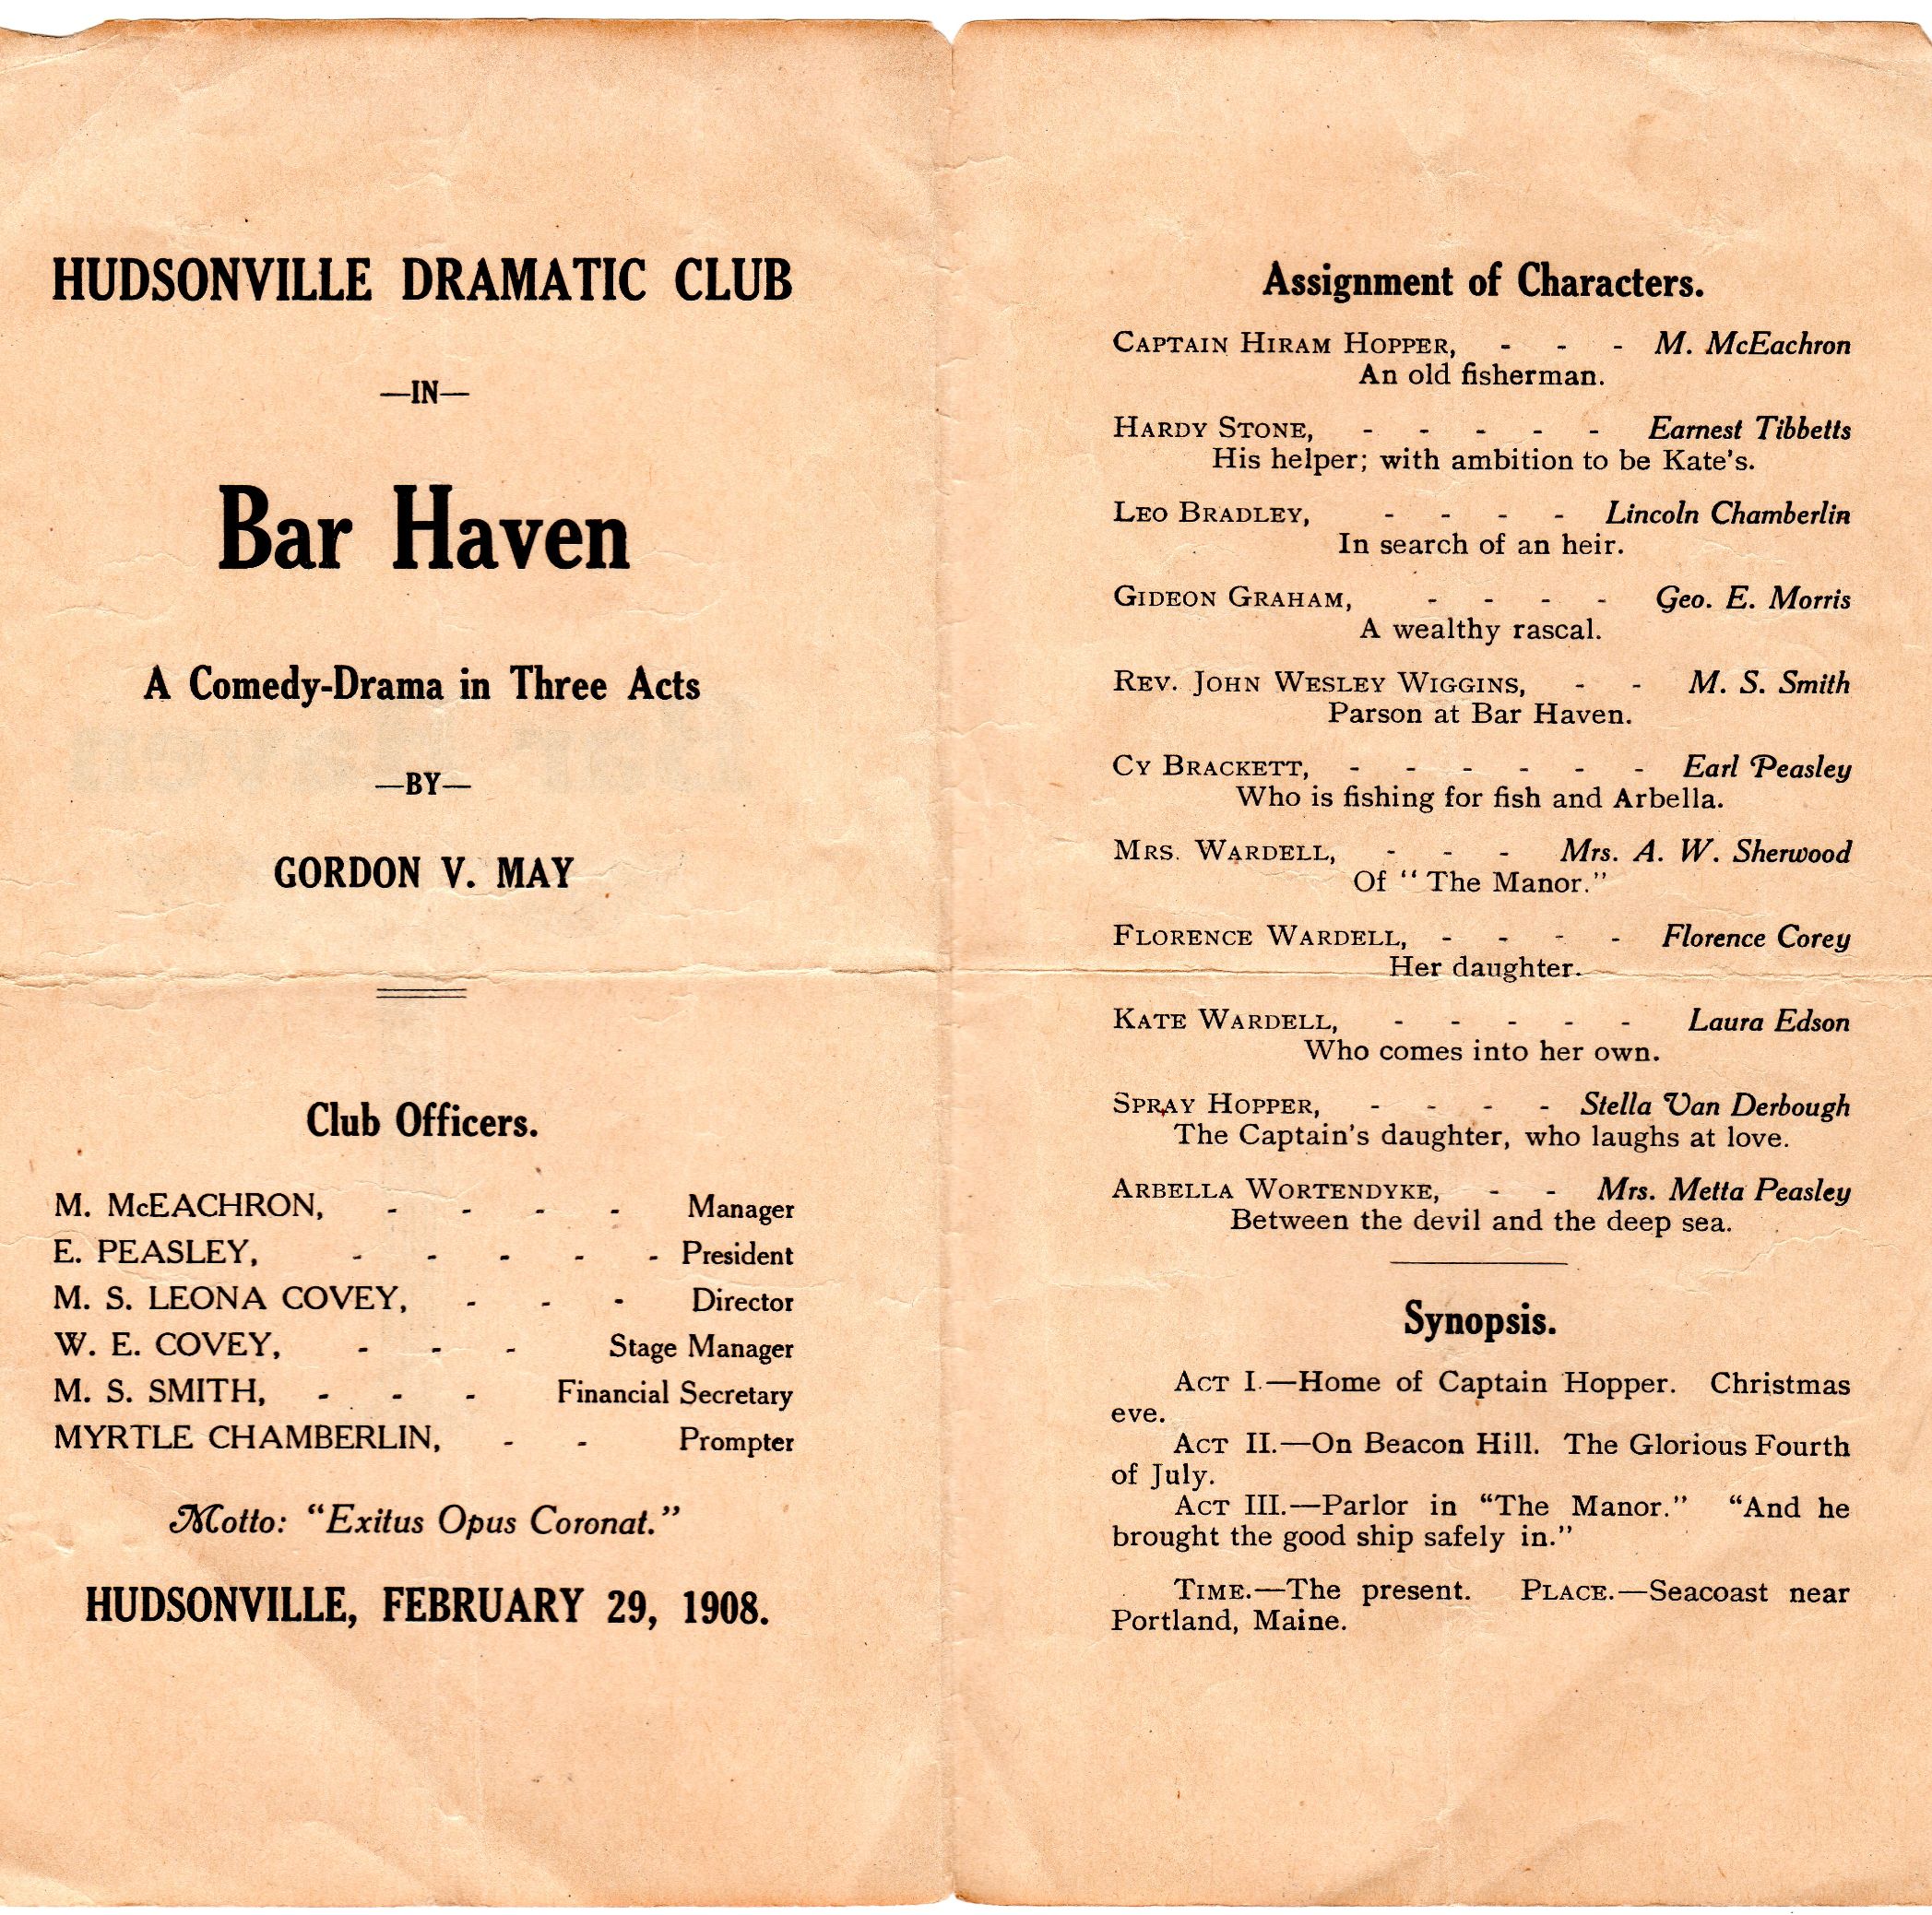 HUDSONVILLE DRAMATIC CLUB
—IN—
Bar Haven
A Comedy-Drama in Three Acts
—BY—
GORDON V. MAY
Club Officers.
M. McEACHRON, - - - - Manager
E. PEASLEY, - - - - - President
M. S. LEONA COVEY, - - - Director
W. E. COVEY, - - - Stage Manager
M. S. SMITH, - - - Financial Secretary
MYRTLE CHAMBERLIN, - - Prompter
Motto: “Exitus Opus Coronat.”
HUDSONVILLE, FEBRUARY 29, 1908.
Assignment of Characters.
CAPTAIN HIRAM HOPPER, - - - M. McEachron
An old fisherman.
HARDY STONE, - - - - - Earnest Tibbetts
His helper; with ambition to be Kate's.
LEO BRADLEY, - - - - Lincoln Chamberlin
In search of an heir.
GIDEON GRAHAM, - - - - Geo. E. Morris
A wealthy rascal.
REV. JOHN WESLEY WIGGINS, - - M. S. Smith
Parson at Bar Haven.
CY BRACKETT, - - - - - - Earl Peasley
Who is fishing for fish and Arbella.
MRS. WARDELL, - - - Mrs. A. W. Sherwood
Of “The Manor.”
FLORENCE WARDELL, - - - - Florence Corey
Her daughter.
KATE WARDELL, - - - - - Laura Edson
Who comes into her own.
SPRAY HOPPER, - - - - Stella Van Derbough
The Captain's daughter, who laughs at love.
ARBELLA WORTENDYKE, - - Mrs. Metta Peasley
Between the devil and the deep sea.
Synopsis.
ACT I.—Home of Captain Hopper. Christmas
eve.
ACT II.—On Beacon Hill. The Glorious Fourth
of July.
ACT III.—Parlor in “The Manor.” “And he
brought the good ship safely in.”
TIME.—The present. PLACE.—Seacoast near
Portland, Maine.